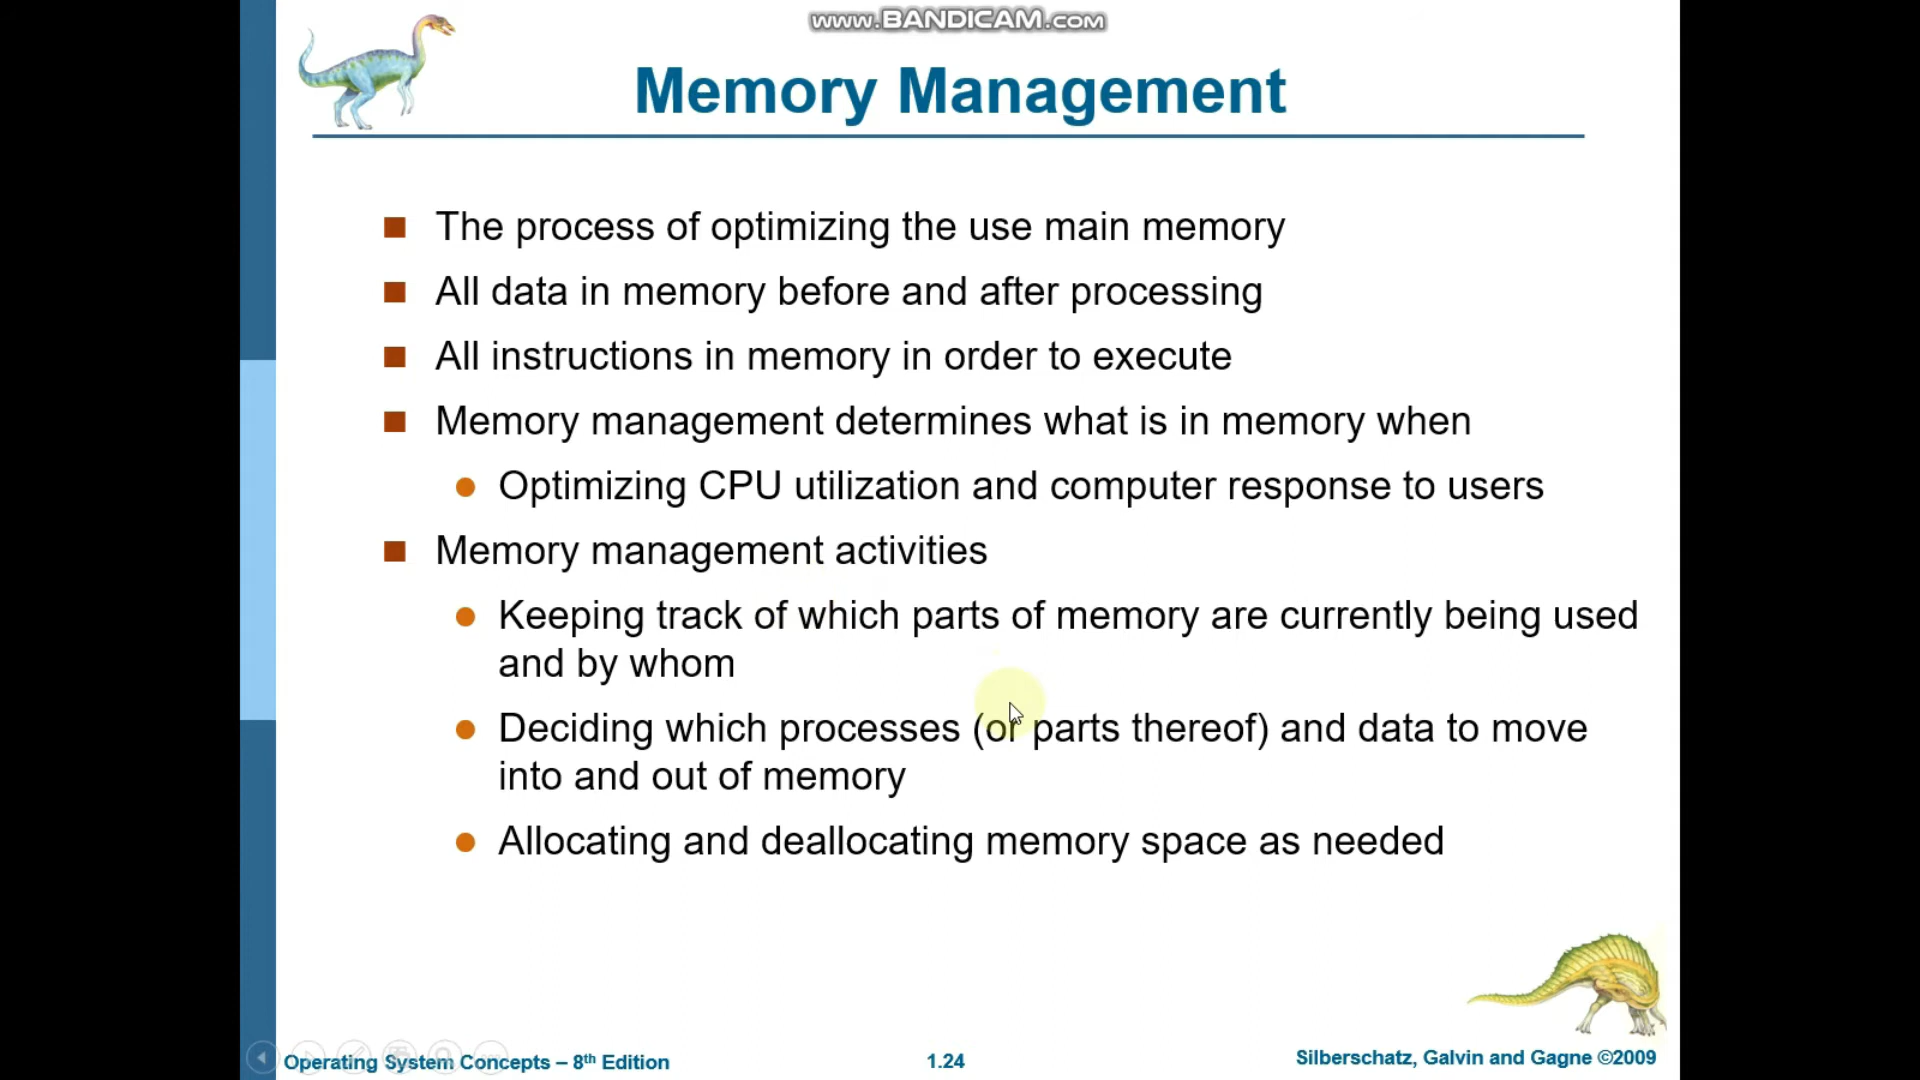 www.BANDICAM.com
Memory Management
The process of optimizing the use main memory
All data in memory before and after processing
All instructions in memory in order to execute
Memory management determines what is in memory when
Optimizing CPU utilization and computer response to users
Memory management activities
Keeping track of which parts of memory are currently being used
and by whom
Deciding which processes (or parts thereof) and data to move
into and out of memory
Allocating and deallocating memory space as needed
Operating System Concepts – 8th Edition
1.24
Silberschatz, Galvin and Gagne ©2009